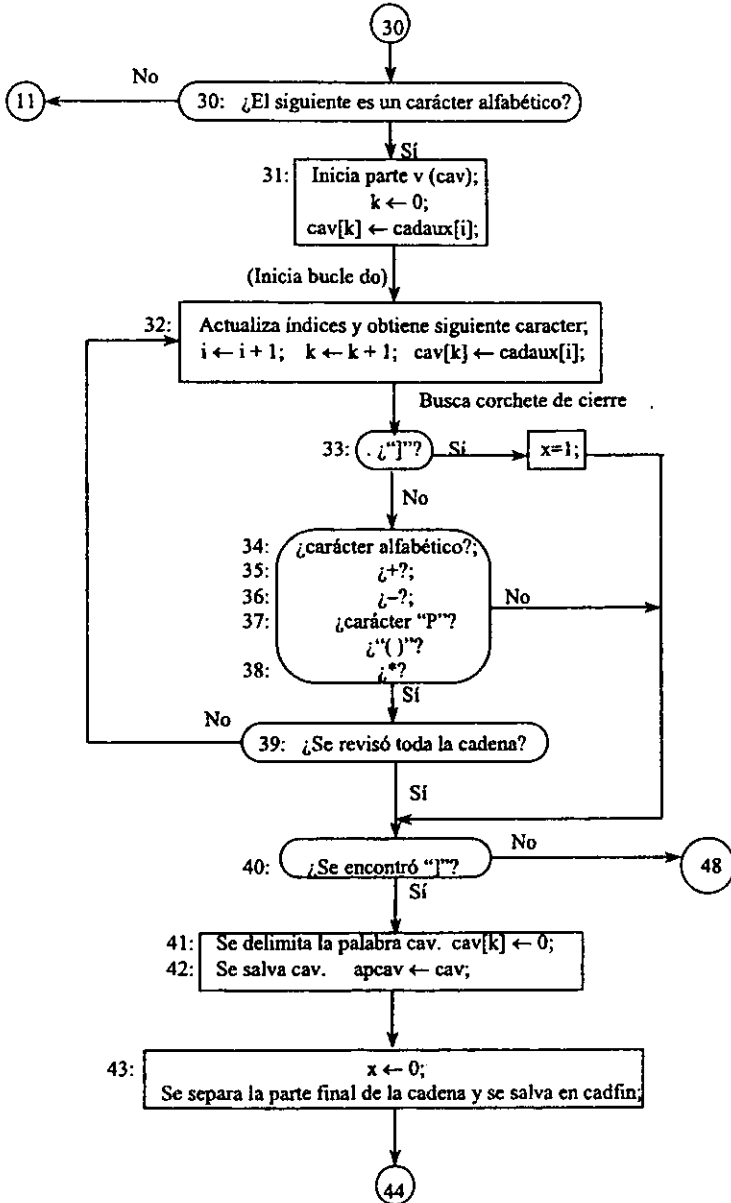 30
No
11
30: ¿El siguiente es un carácter alfabético?
Sí
31: Inicia parte v (cav);
k ← 0;
cav[k] ← cadaux[i];
(Inicia bucle do)
32: Actualiza índices y obtiene siguiente caracter;
i ← i + 1; k ← k + 1; cav[k] ← cadaux[i];
Busca corchete de cierre
33: . ¿“]”? Sí x=1;
No
34: ¿carácter alfabético?;
35: ¿+?;
36: ¿–?; No
37: ¿carácter “P”?
¿“( )”?
38: ¿*?
Sí
No
39: ¿Se revisó toda la cadena?
Sí
No
40: ¿Se encontró “]”?
48
Sí
41: Se delimita la palabra cav. cav[k] ← 0;
42: Se salva cav. apcav ← cav;
43: x ← 0;
Se separa la parte final de la cadena y se salva en cadfin;
44